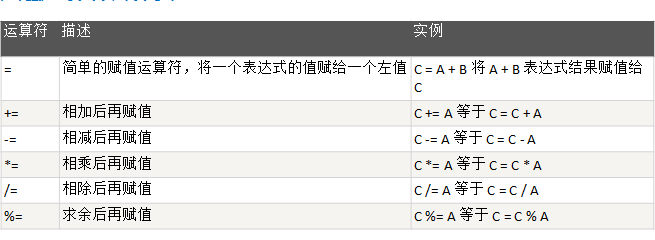 运算符 描述 实例
= 简单的赋值运算符，将一个表达式的值赋给一个左值 C = A + B 将 A + B 表达式结果赋值给
C
+= 相加后再赋值 C += A 等于 C = C + A
-= 相减后再赋值 C -= A 等于 C = C - A
*= 相乘后再赋值 C *= A 等于 C = C * A
/= 相除后再赋值 C /= A 等于 C = C / A
%= 求余后再赋值 C %= A 等于 C = C % A